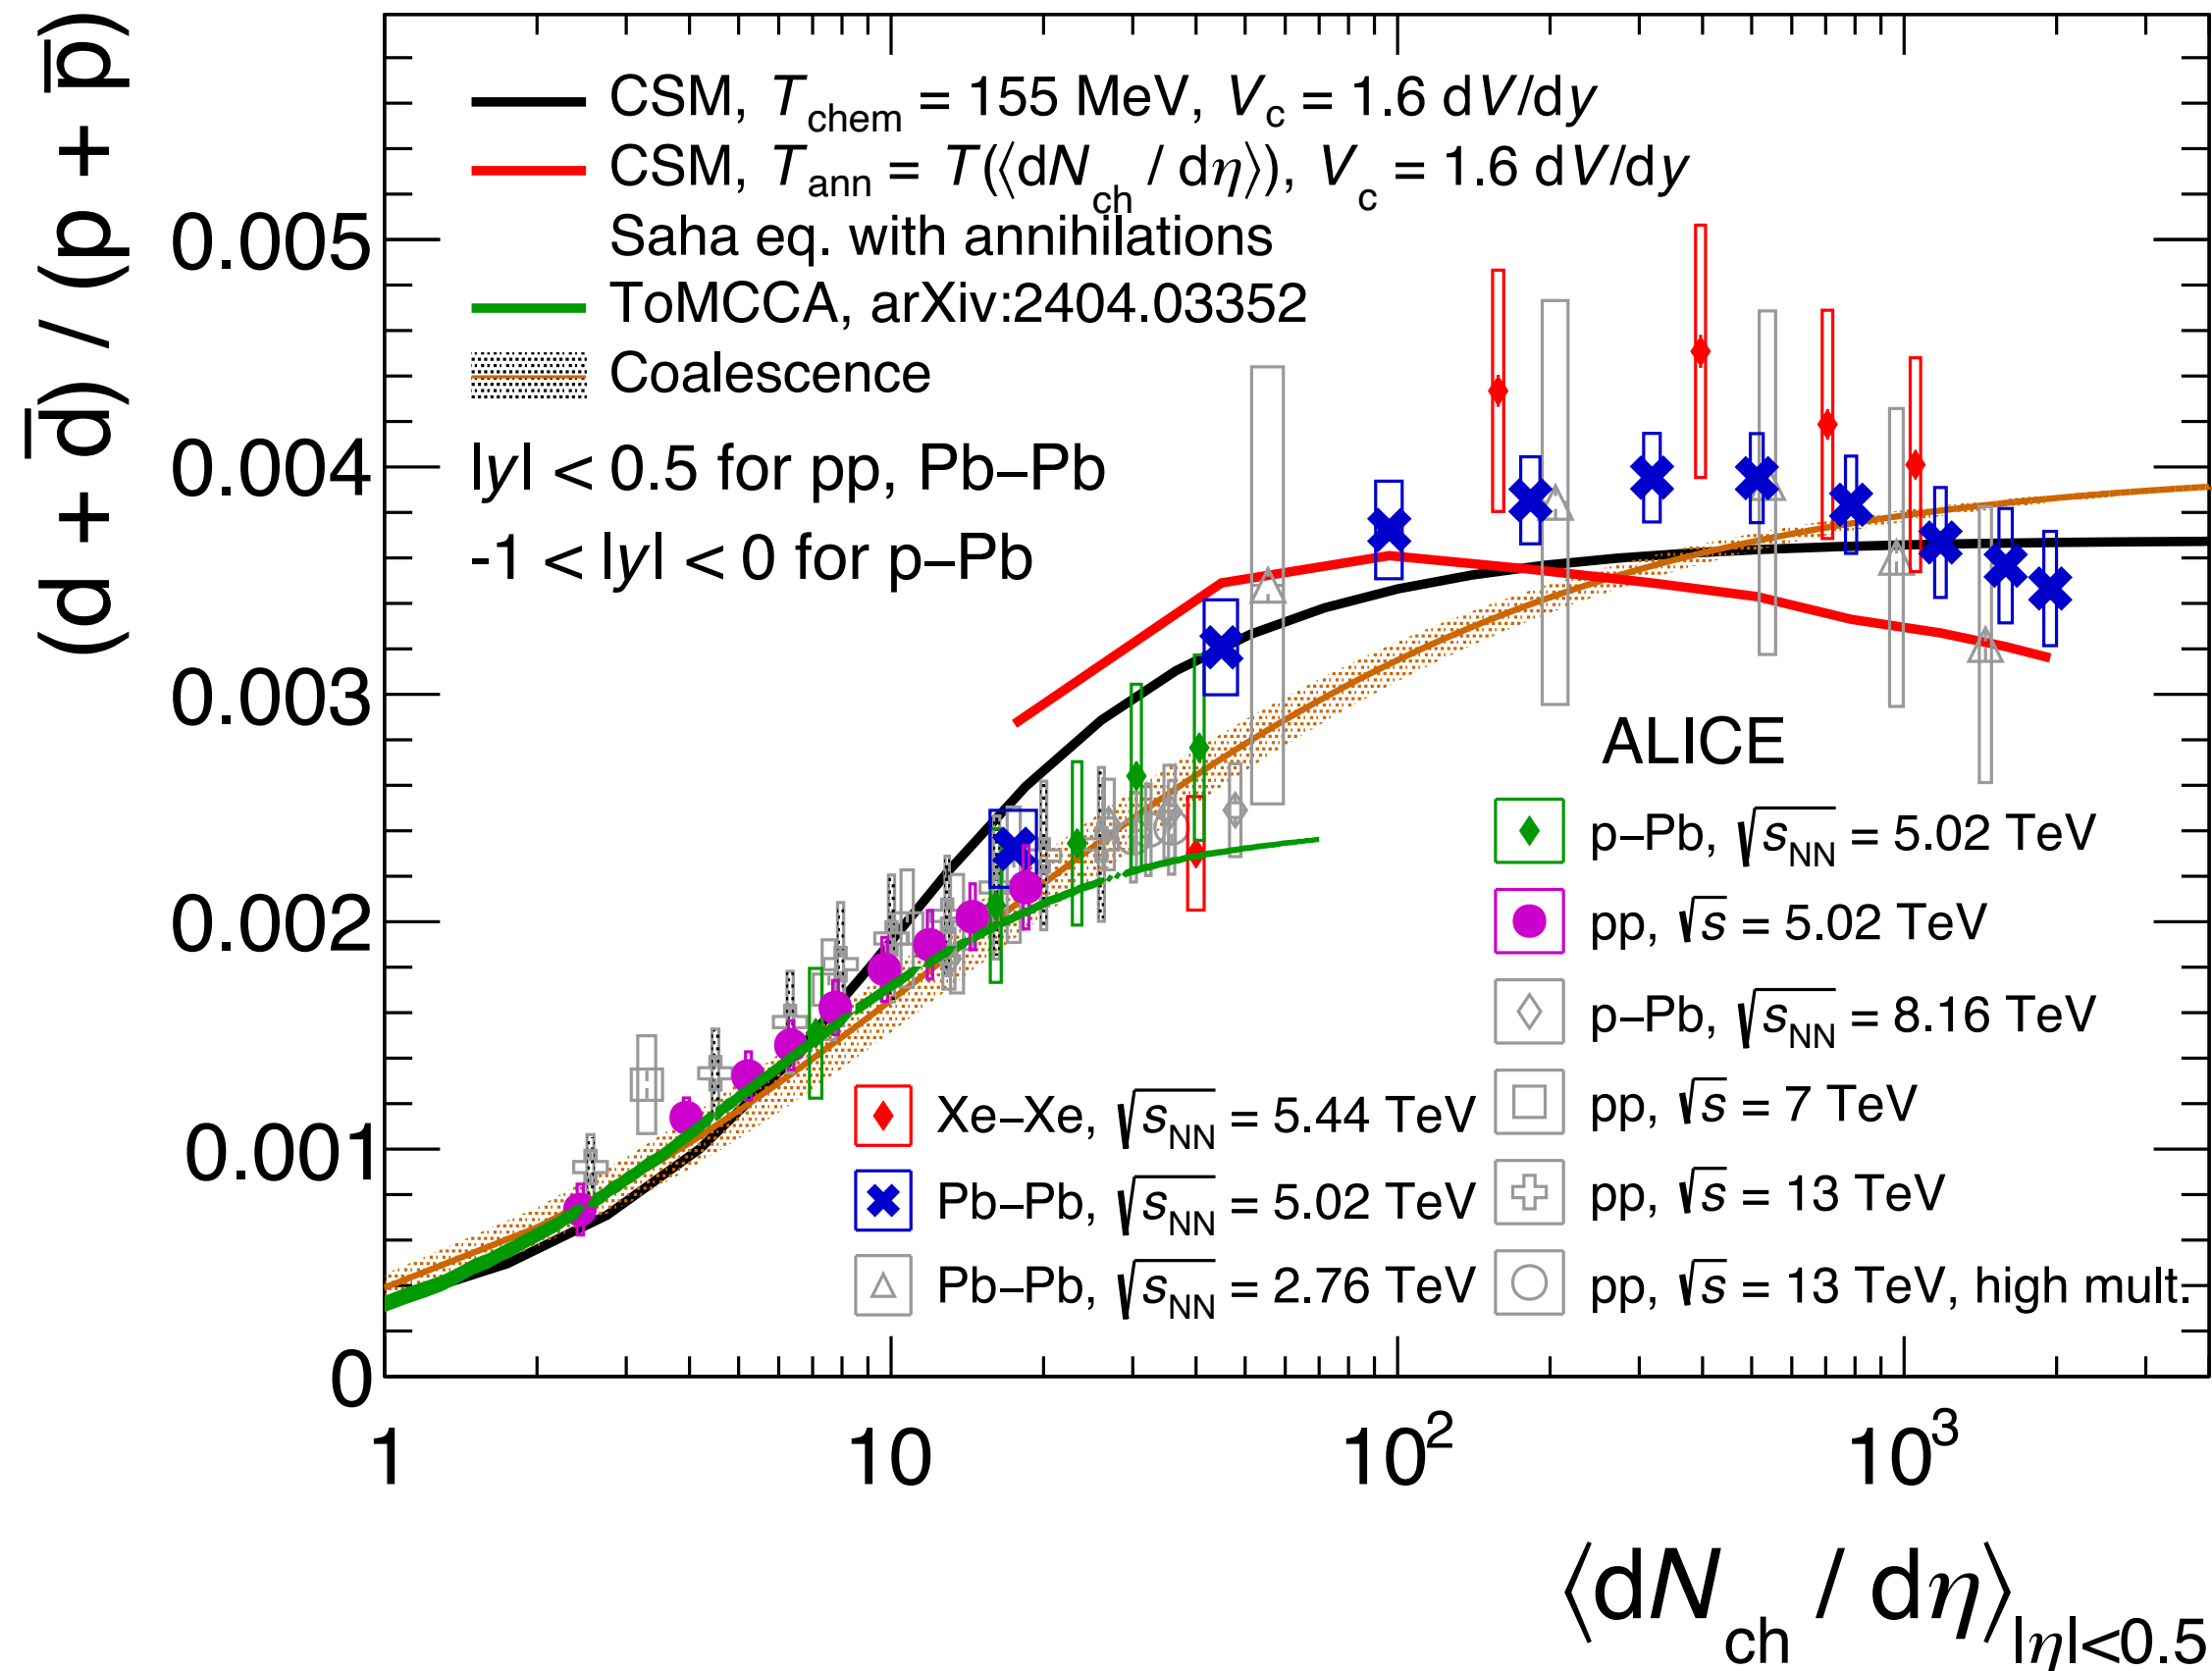 (d + d̅) / (p + p̅)
CSM, T_chem = 155 MeV, V_c = 1.6 dV/dy
CSM, T_ann = T(⟨dN_ch / dη⟩), V_c = 1.6 dV/dy
Saha eq. with annihilations
ToMCCA, arXiv:2404.03352
Coalescence
|y| < 0.5 for pp, Pb−Pb
-1 < |y| < 0 for p−Pb
0.005
0.004
0.003
0.002
0.001
0
ALICE
p−Pb, √s_NN = 5.02 TeV
pp, √s = 5.02 TeV
p−Pb, √s_NN = 8.16 TeV
pp, √s = 7 TeV
pp, √s = 13 TeV
pp, √s = 13 TeV, high mult.
Xe−Xe, √s_NN = 5.44 TeV
Pb−Pb, √s_NN = 5.02 TeV
Pb−Pb, √s_NN = 2.76 TeV
1 10 10² 10³
⟨dN_ch / dη⟩_|η|<0.5